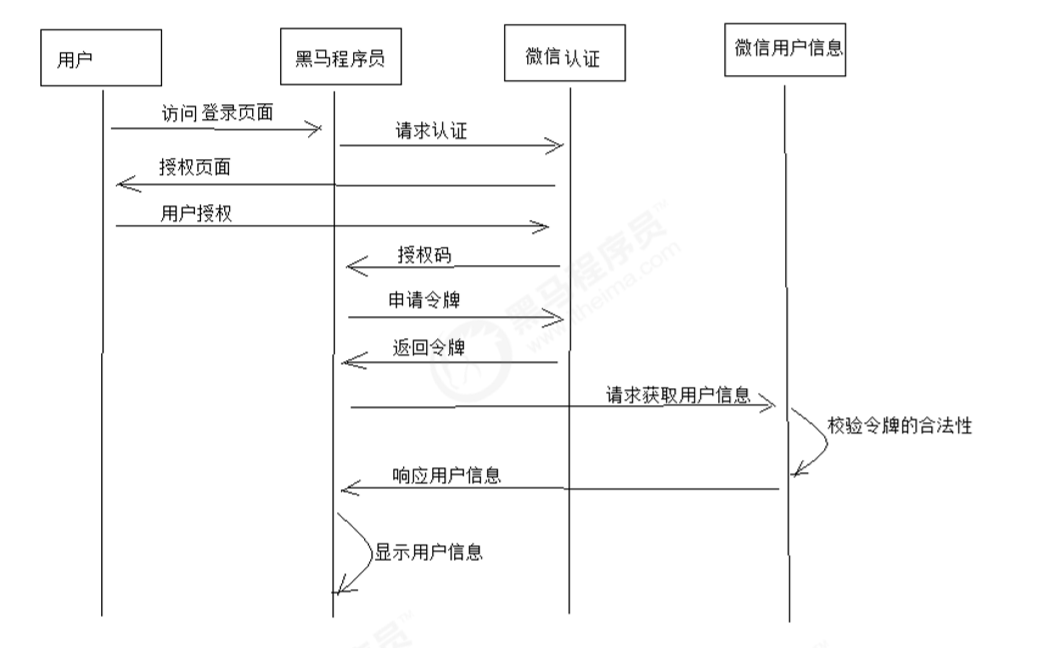 用户
黑马程序员
微信认证
微信用户信息
访问登录页面
请求认证
授权页面
用户授权
授权码
申请令牌
返回令牌
请求获取用户信息
校验令牌的合法性
响应用户信息
显示用户信息
黑马程序员
www.itheima.com